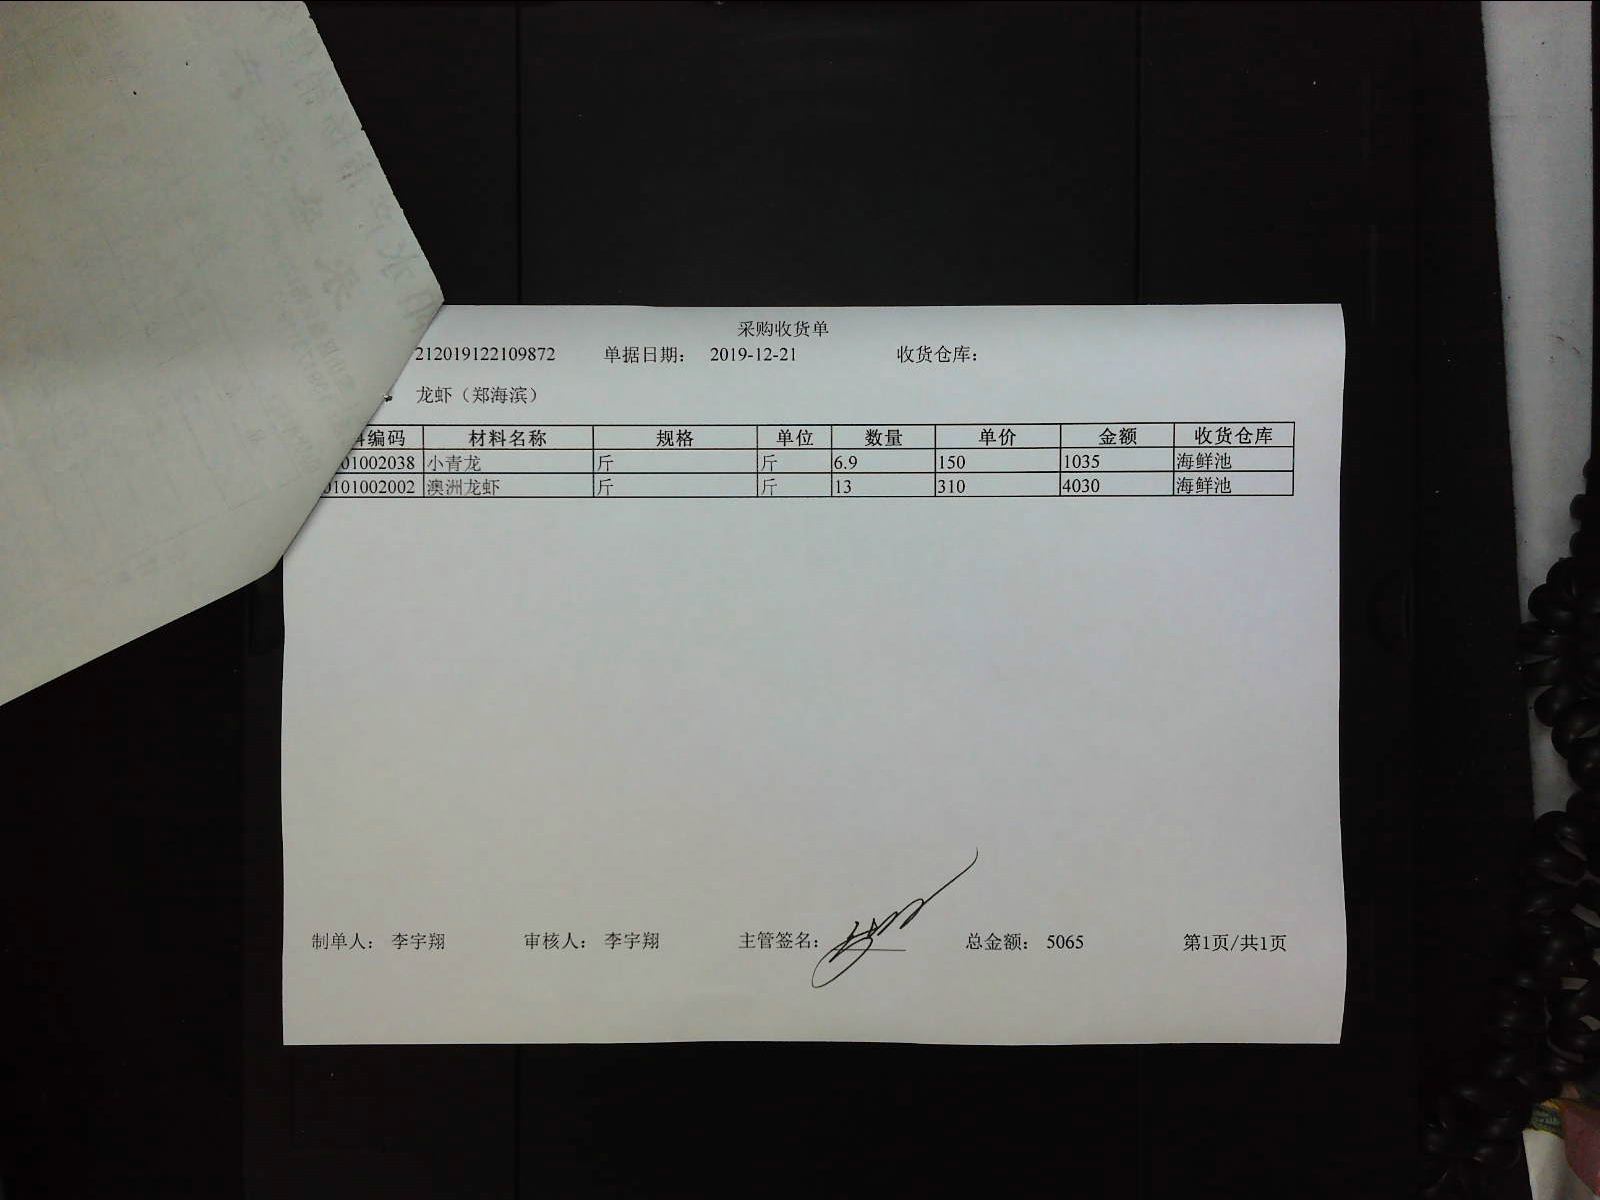 采购收货单
212019122109872 单据日期： 2019-12-21 收货仓库：
龙虾（郑海滨）
编码 材料名称 规格 单位 数量 单价 金额 收货仓库
01002038 小青龙 斤 斤 6.9 150 1035 海鲜池
0101002002 澳洲龙虾 斤 斤 13 310 4030 海鲜池
制单人： 李宇翔 审核人： 李宇翔 主管签名： 总金额： 5065 第1页/共1页